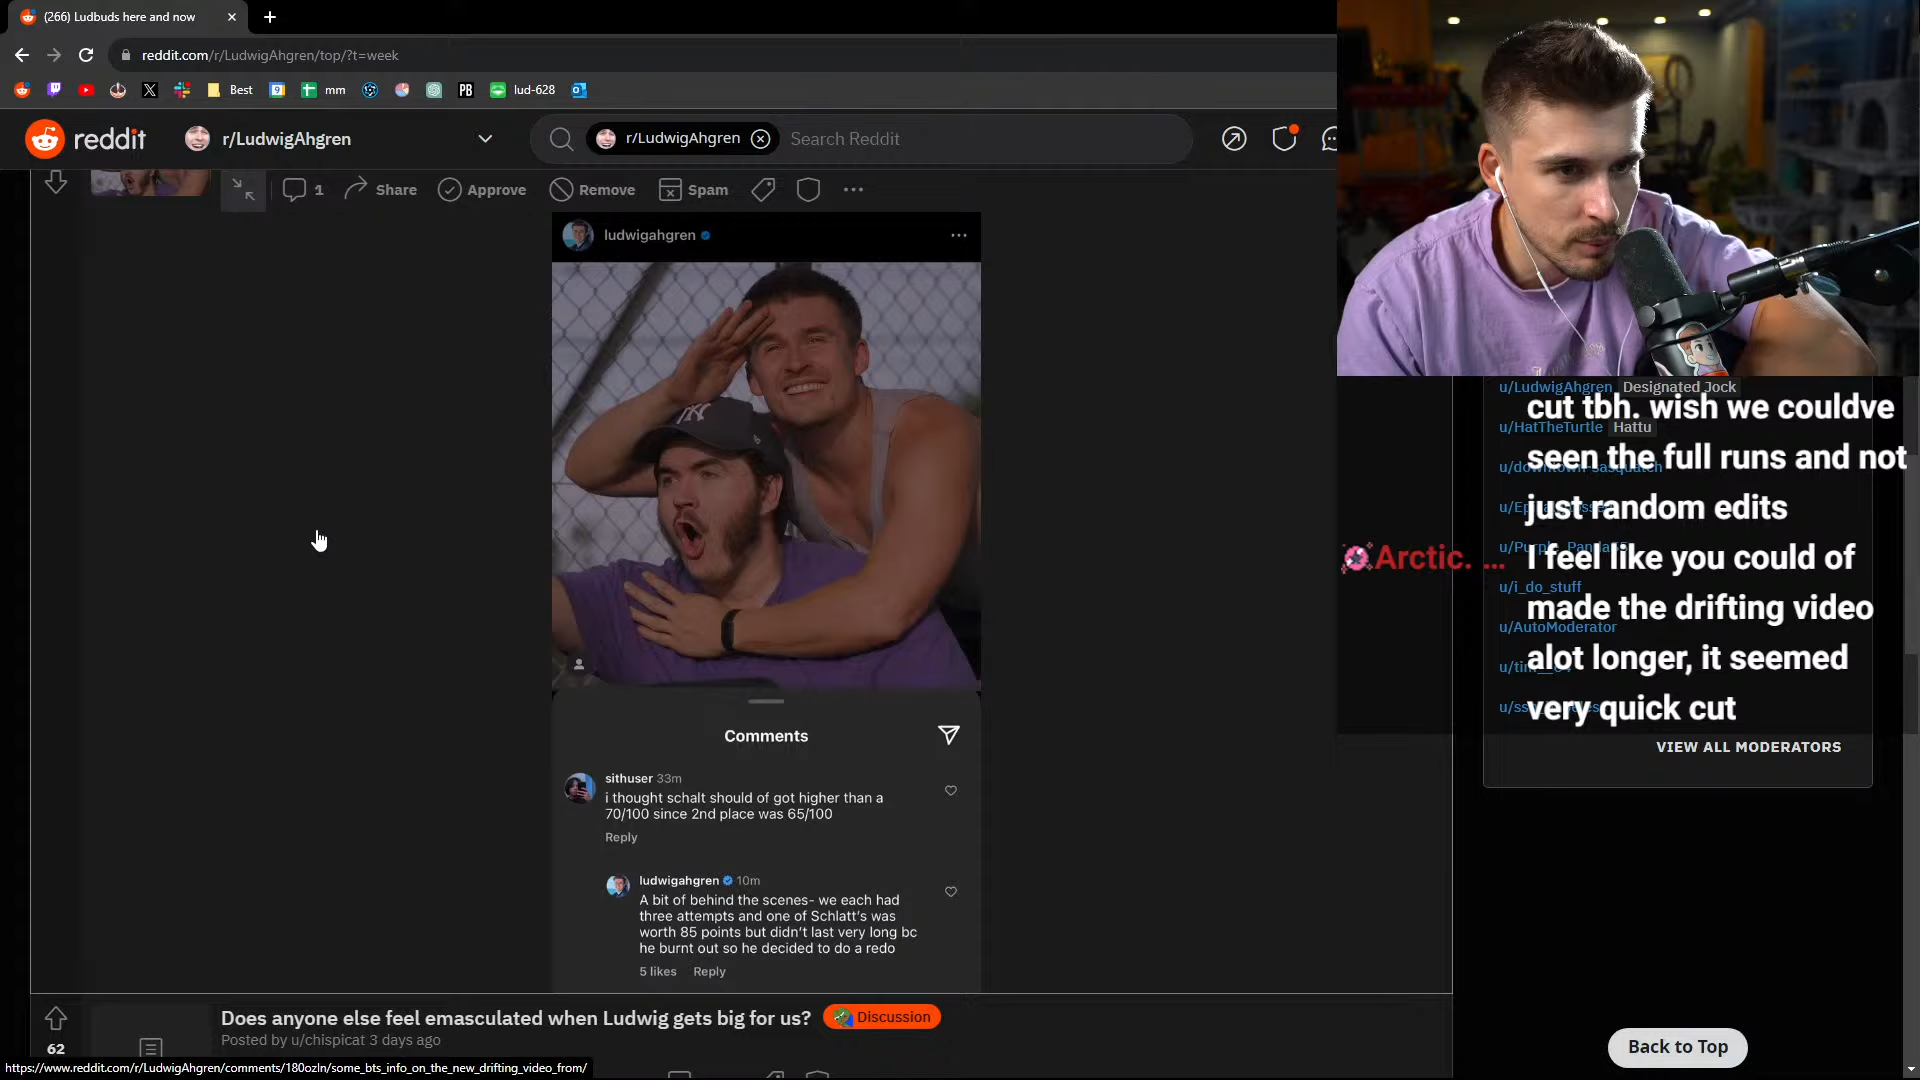 (266) Ludbuds here and now
reddit.com/r/LudwigAhgren/top/?t=week
Best
9
mm
PB
lud-628
reddit
r/LudwigAhgren
r/LudwigAhgren
Search Reddit
1
Share
Approve
Remove
Spam
ludwigahgren
NY
Comments
sithuser 33m
i thought schalt should of got higher than a
70/100 since 2nd place was 65/100
Reply
ludwigahgren 10m
A bit of behind the scenes- we each had
three attempts and one of Schlatt's was
worth 85 points but didn't last very long bc
he burnt out so he decided to do a redo
5 likes Reply
62
Does anyone else feel emasculated when Ludwig gets big for us?
Discussion
Posted by u/chispicat 3 days ago
https://www.reddit.com/r/LudwigAhgren/comments/180ozln/some_bts_info_on_the_new_drifting_video_from/
u/LudwigAhgren Designated Jock
cut tbh. wish we couldve
u/HatTheTurtle Hattu
seen the full runs and not
u/downtown-sasquatch
just random edits
Arctic. ...
I feel like you could of
u/i_do_stuff
made the drifting video
u/AutoModerator
alot longer, it seemed
very quick cut
VIEW ALL MODERATORS
Back to Top